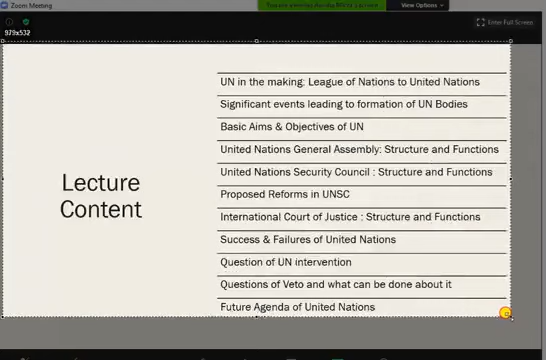 Zoom Meeting
View Options
Enter Full Screen
979x532
Lecture
Content
UN in the making: League of Nations to United Nations
Significant events leading to formation of UN Bodies
Basic Aims & Objectives of UN
United Nations General Assembly: Structure and Functions
United Nations Security Council : Structure and Functions
Proposed Reforms in UNSC
International Court of Justice : Structure and Functions
Success & Failures of United Nations
Question of UN intervention
Questions of Veto and what can be done about it
Future Agenda of United Nations